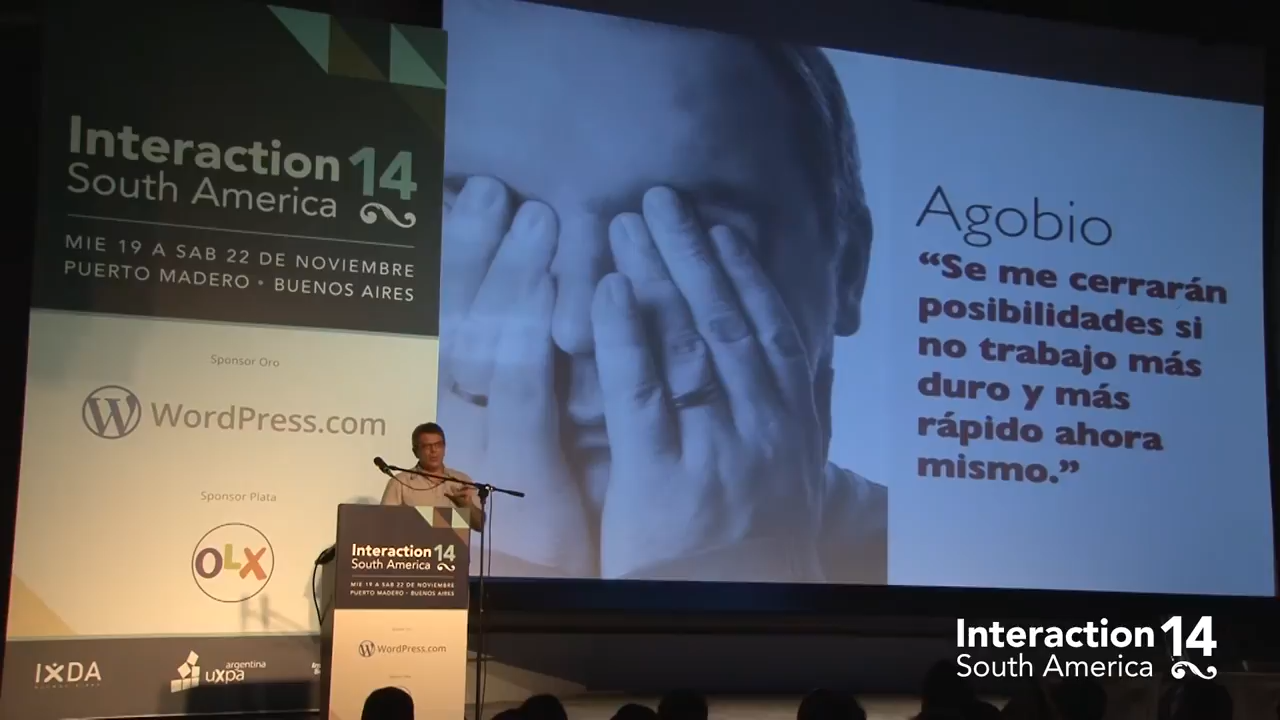 Interaction 14
South America
MIE 19 A SAB 22 DE NOVIEMBRE
PUERTO MADERO • BUENOS AIRES
Sponsor Oro
WordPress.com
Sponsor Plata
OLX
IXDA
BUENOS AIRES
argentina
uxpa
Agobio
“Se me cerrarán
posibilidades si
no trabajo más
duro y más
rápido ahora
mismo.”
Interaction 14
South America
MIE 19 A SAB 22 DE NOVIEMBRE
PUERTO MADERO • BUENOS AIRES
WordPress.com
Interaction 14
South America